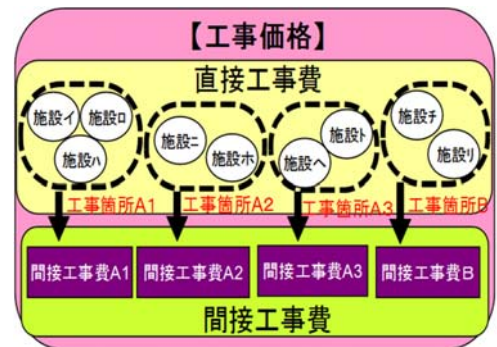 【工事価格】
直接工事費
施設イ 施設ロ
施設ハ
施設ニ
施設ホ
施設ト
施設ヘ
施設チ
施設リ
工事箇所A1 工事箇所A2 工事箇所A3 工事箇所B
間接工事費A1 間接工事費A2 間接工事費A3 間接工事費B
間接工事費